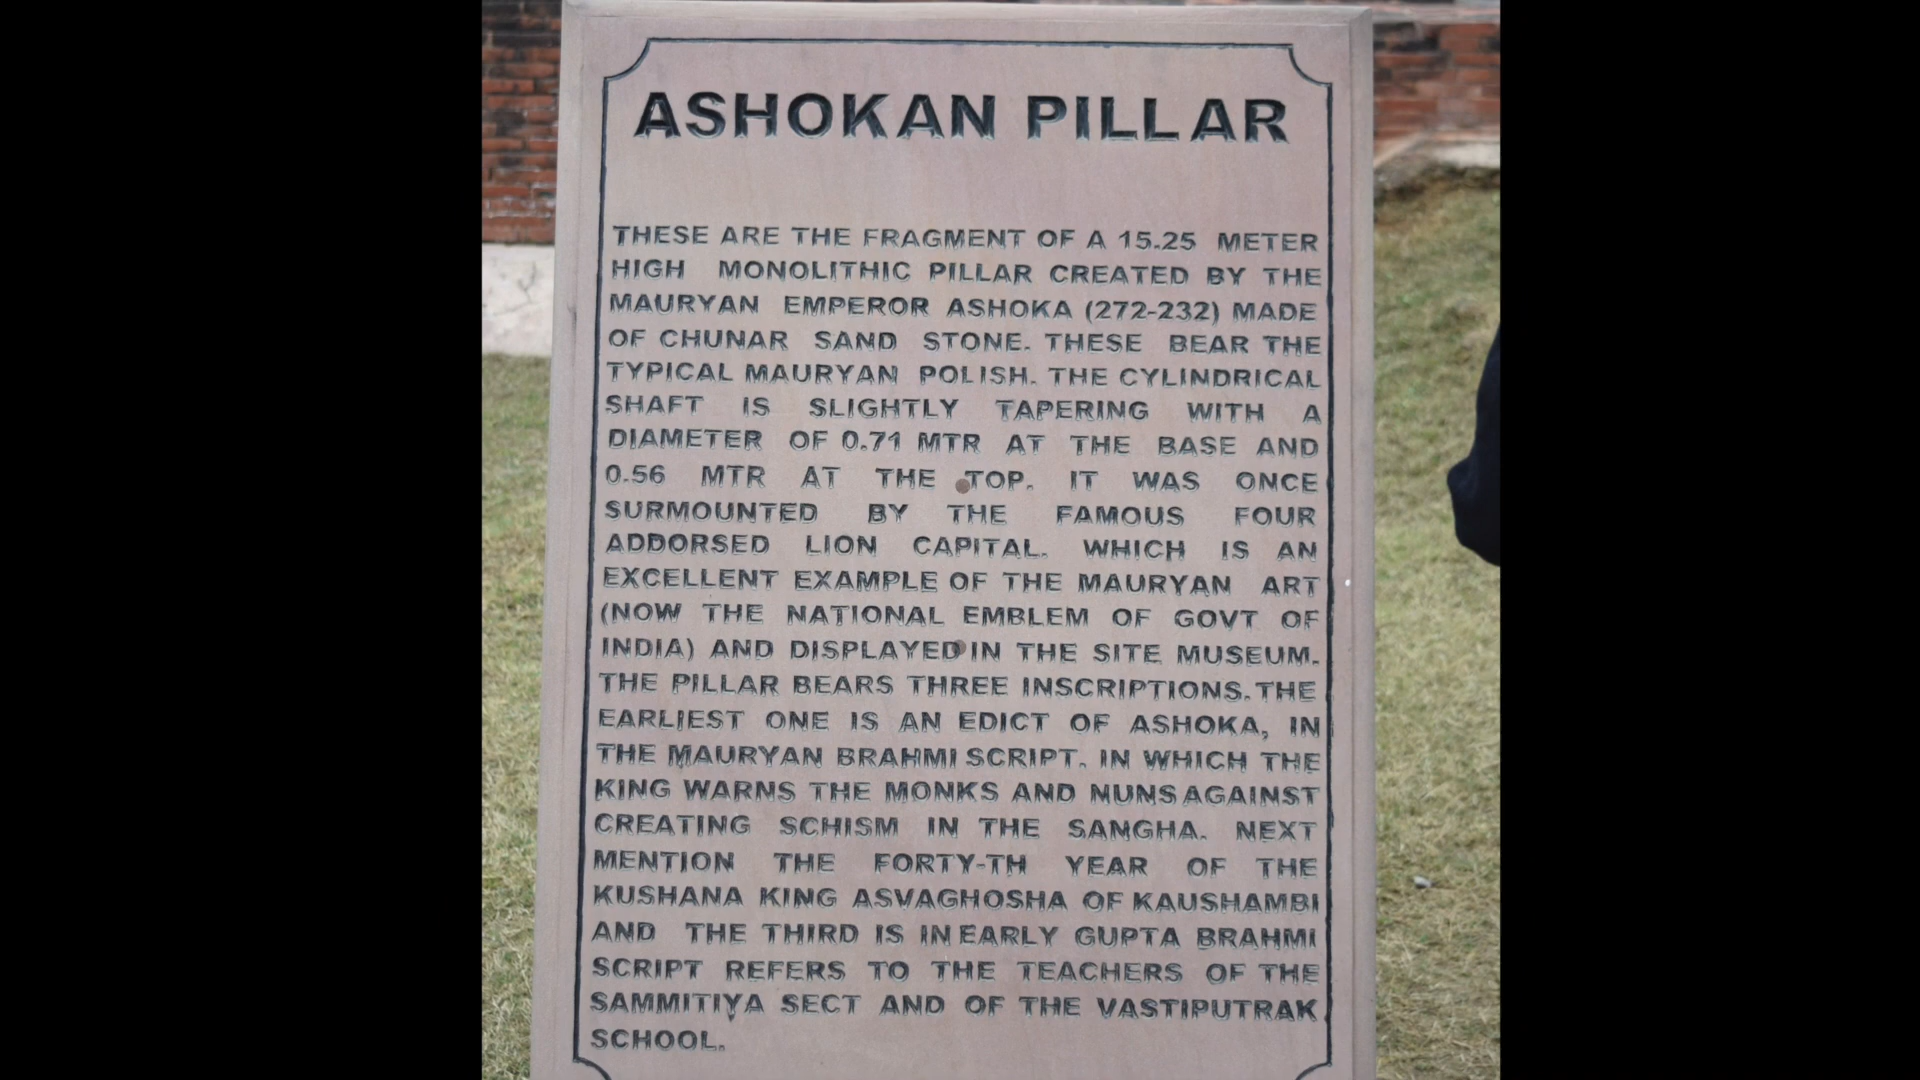 ASHOKAN PILLAR
THESE ARE THE FRAGMENT OF A 15.25 METER
HIGH MONOLITHIC PILLAR CREATED BY THE
MAURYAN EMPEROR ASHOKA (272-232) MADE
OF CHUNAR SAND STONE. THESE BEAR THE
TYPICAL MAURYAN POLISH. THE CYLINDRICAL
SHAFT IS SLIGHTLY TAPERING WITH A
DIAMETER OF 0.71 MTR AT THE BASE AND
0.56 MTR AT THE TOP. IT WAS ONCE
SURMOUNTED BY THE FAMOUS FOUR
ADDORSED LION CAPITAL. WHICH IS AN
EXCELLENT EXAMPLE OF THE MAURYAN ART
(NOW THE NATIONAL EMBLEM OF GOVT OF
INDIA) AND DISPLAYED IN THE SITE MUSEUM.
THE PILLAR BEARS THREE INSCRIPTIONS. THE
EARLIEST ONE IS AN EDICT OF ASHOKA, IN
THE MAURYAN BRAHMI SCRIPT. IN WHICH THE
KING WARNS THE MONKS AND NUNS AGAINST
CREATING SCHISM IN THE SANGHA. NEXT
MENTION THE FORTY-TH YEAR OF THE
KUSHANA KING ASVAGHOSHA OF KAUSHAMBI
AND THE THIRD IS IN EARLY GUPTA BRAHMI
SCRIPT REFERS TO THE TEACHERS OF THE
SAMMITIYA SECT AND OF THE VASTIPUTRAK
SCHOOL.